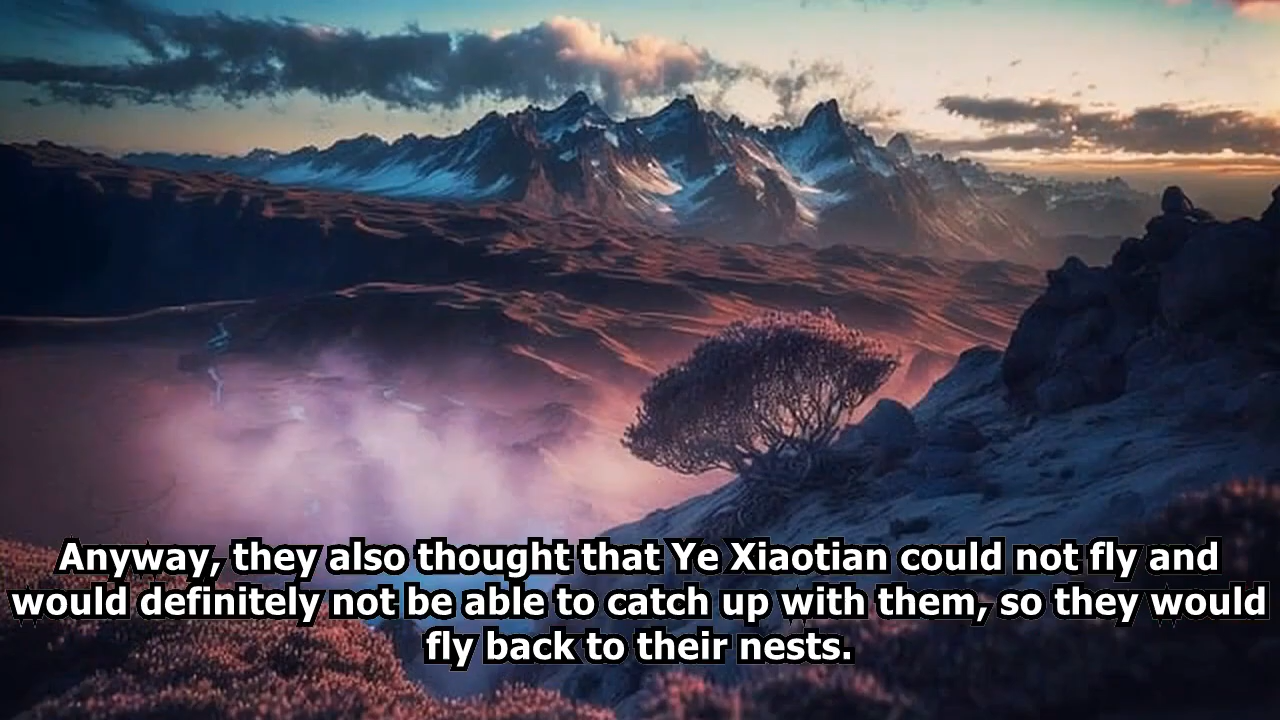 Anyway, they also thought that Ye Xiaotian could not fly and
would definitely not be able to catch up with them, so they would
fly back to their nests.